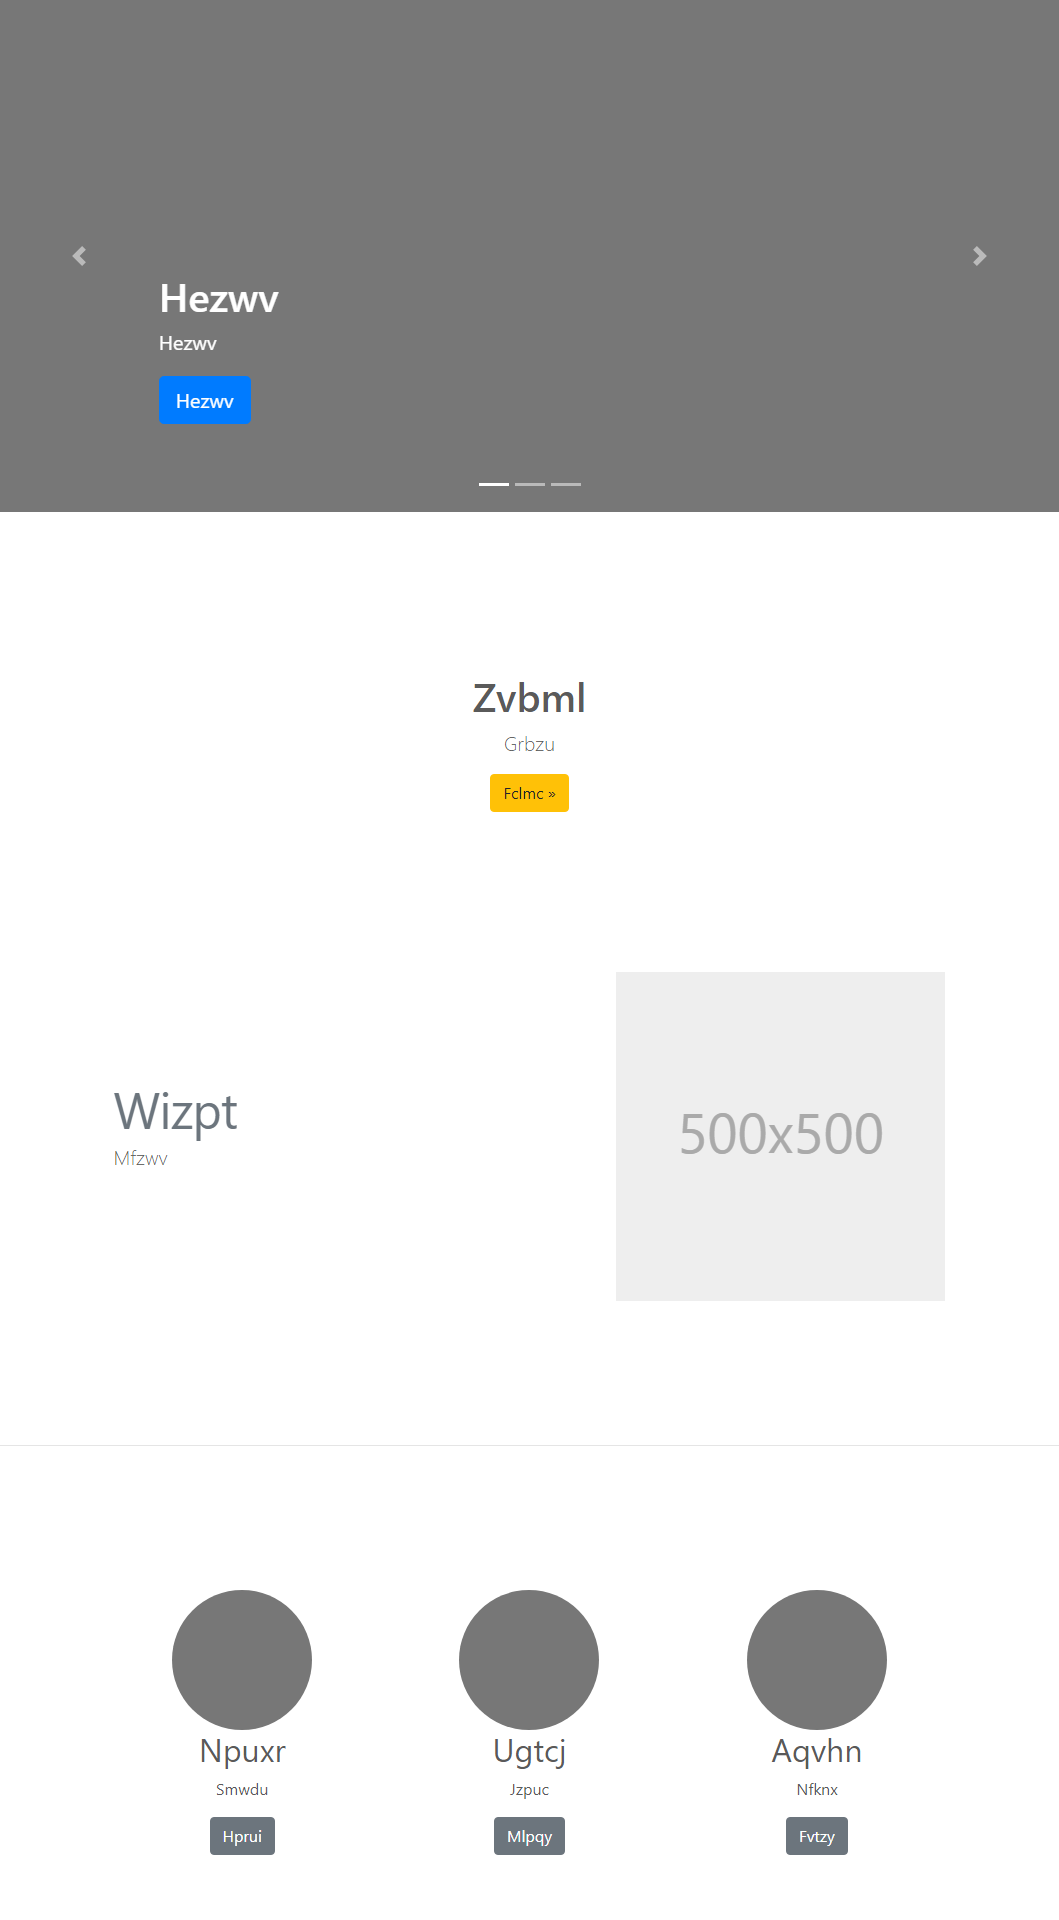 Hezwv
Hezwv
Hezwv
Zvbml
Grbzu
Fclmc »
Wizpt
Mfzwv
500x500
Npuxr
Smwdu
Hprui
Ugtcj
Jzpuc
Mlpqy
Aqvhn
Nfknx
Fvtzy